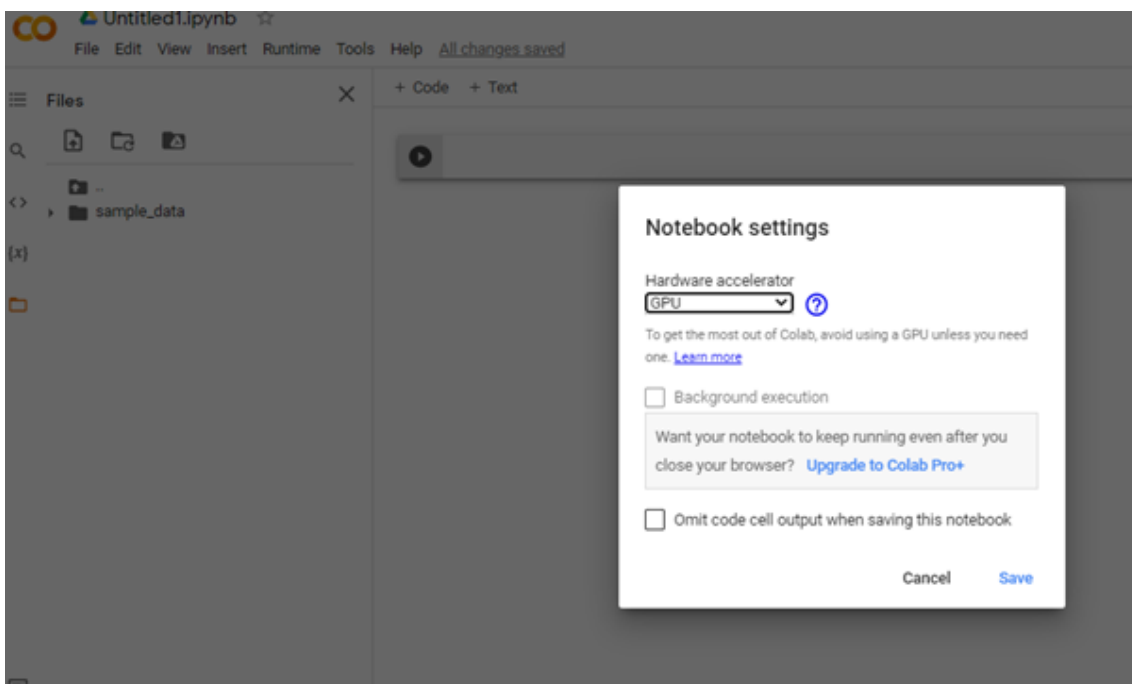 CO
Untitled1.ipynb
File Edit View Insert Runtime Tools Help All changes saved
Files
+ Code + Text
..
sample_data
{x}
Notebook settings
Hardware accelerator
GPU
?
To get the most out of Colab, avoid using a GPU unless you need
one. Learn more
Background execution
Want your notebook to keep running even after you
close your browser? Upgrade to Colab Pro+
Omit code cell output when saving this notebook
Cancel Save